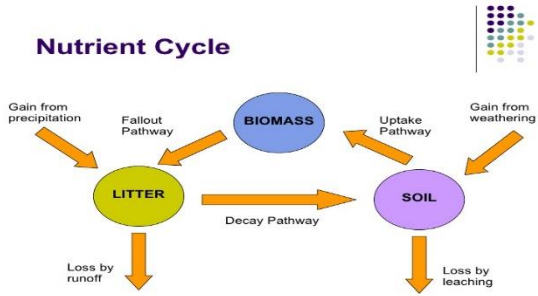 Nutrient Cycle
Gain from
precipitation
Fallout
Pathway
BIOMASS
Uptake
Pathway
Gain from
weathering
LITTER
SOIL
Decay Pathway
Loss by
runoff
Loss by
leaching